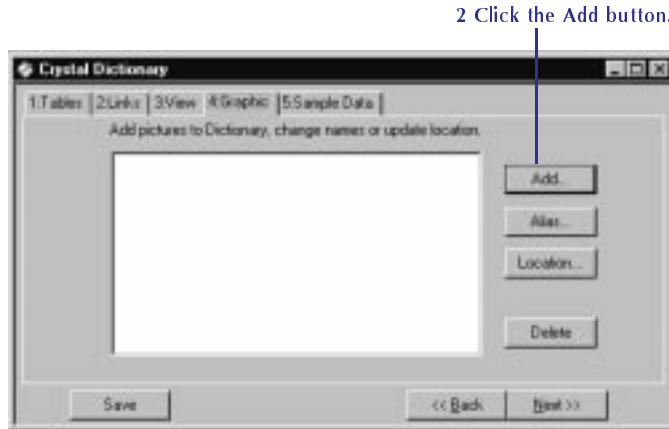 2 Click the Add button.
Crystal Dictionary
1:Tables 2:Links 3:View 4:Graphic 5:Sample Data
Add pictures to Dictionary, change names or update location.
Add...
Alias...
Location...
Delete
Save << Back Next >>